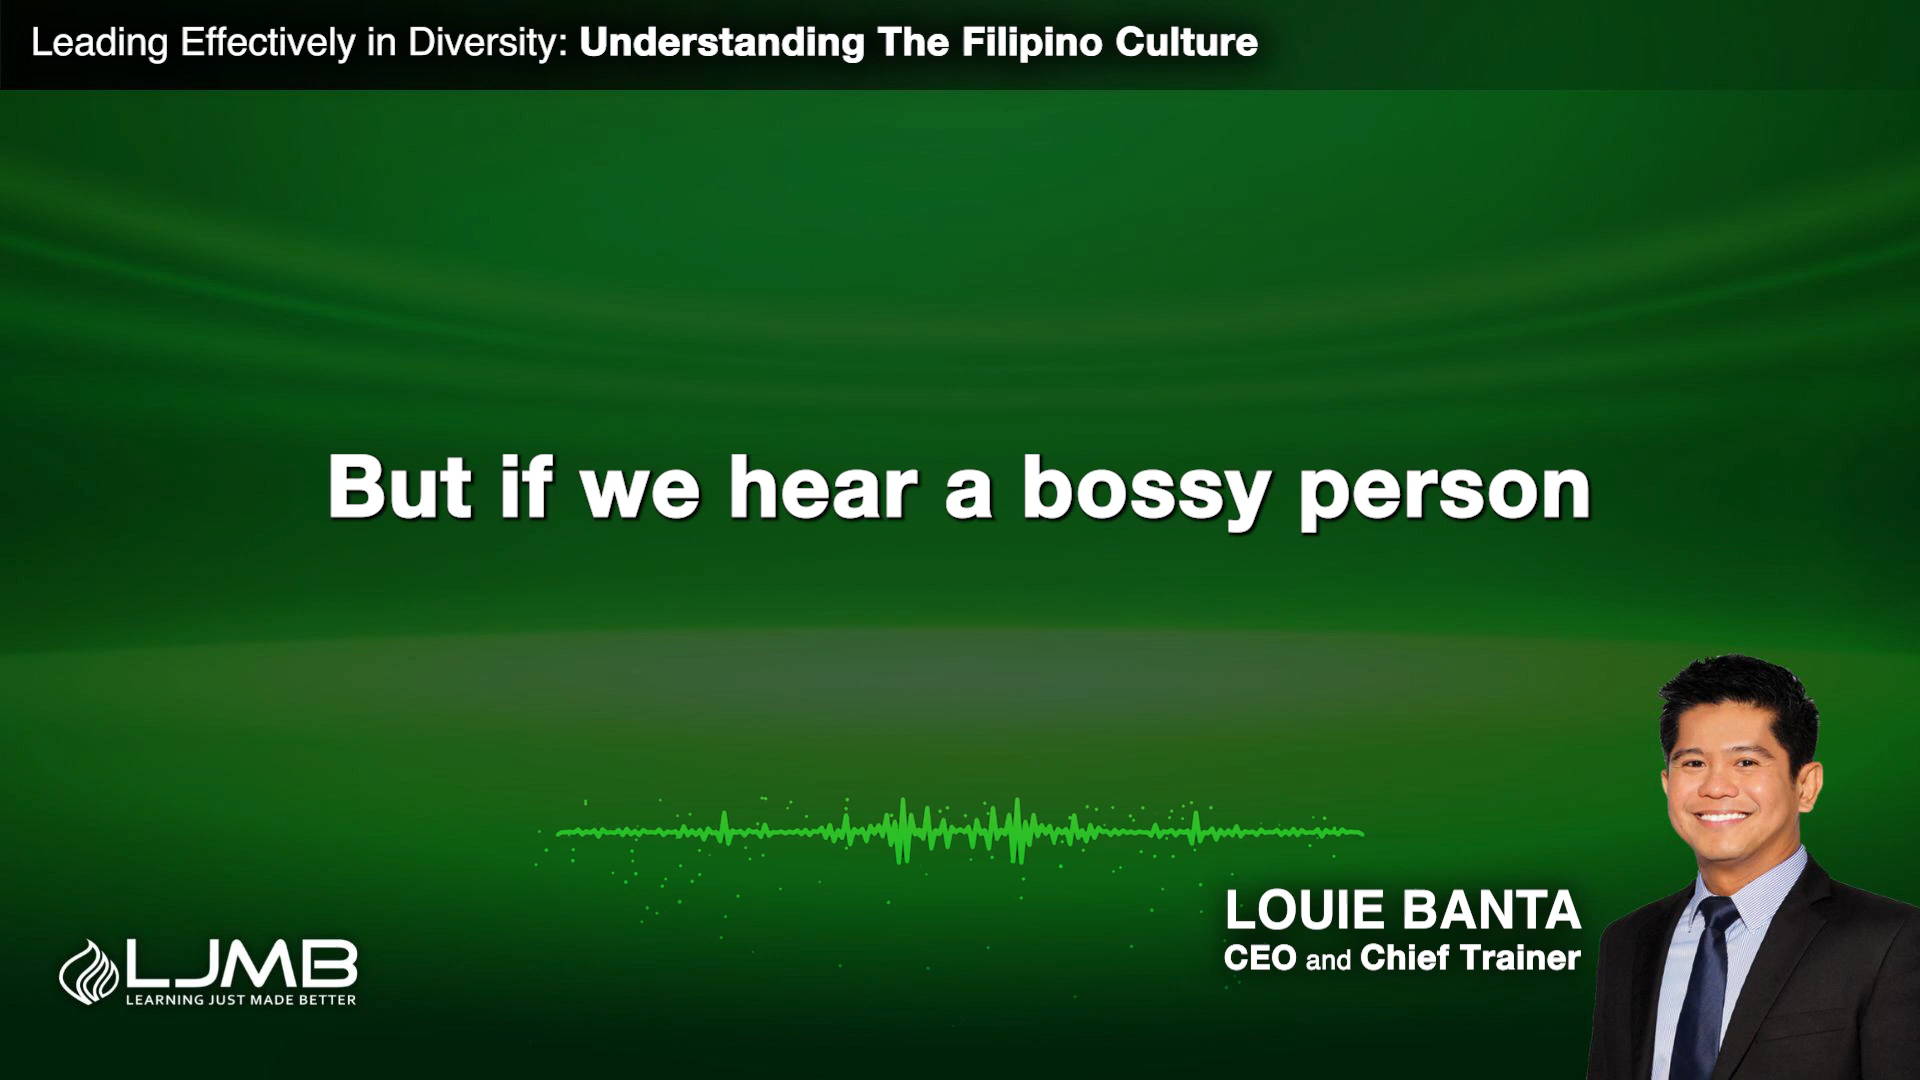 Leading Effectively in Diversity: Understanding The Filipino Culture
But if we hear a bossy person
LOUIE BANTA
CEO and Chief Trainer
LJMB
LEARNING JUST MADE BETTER